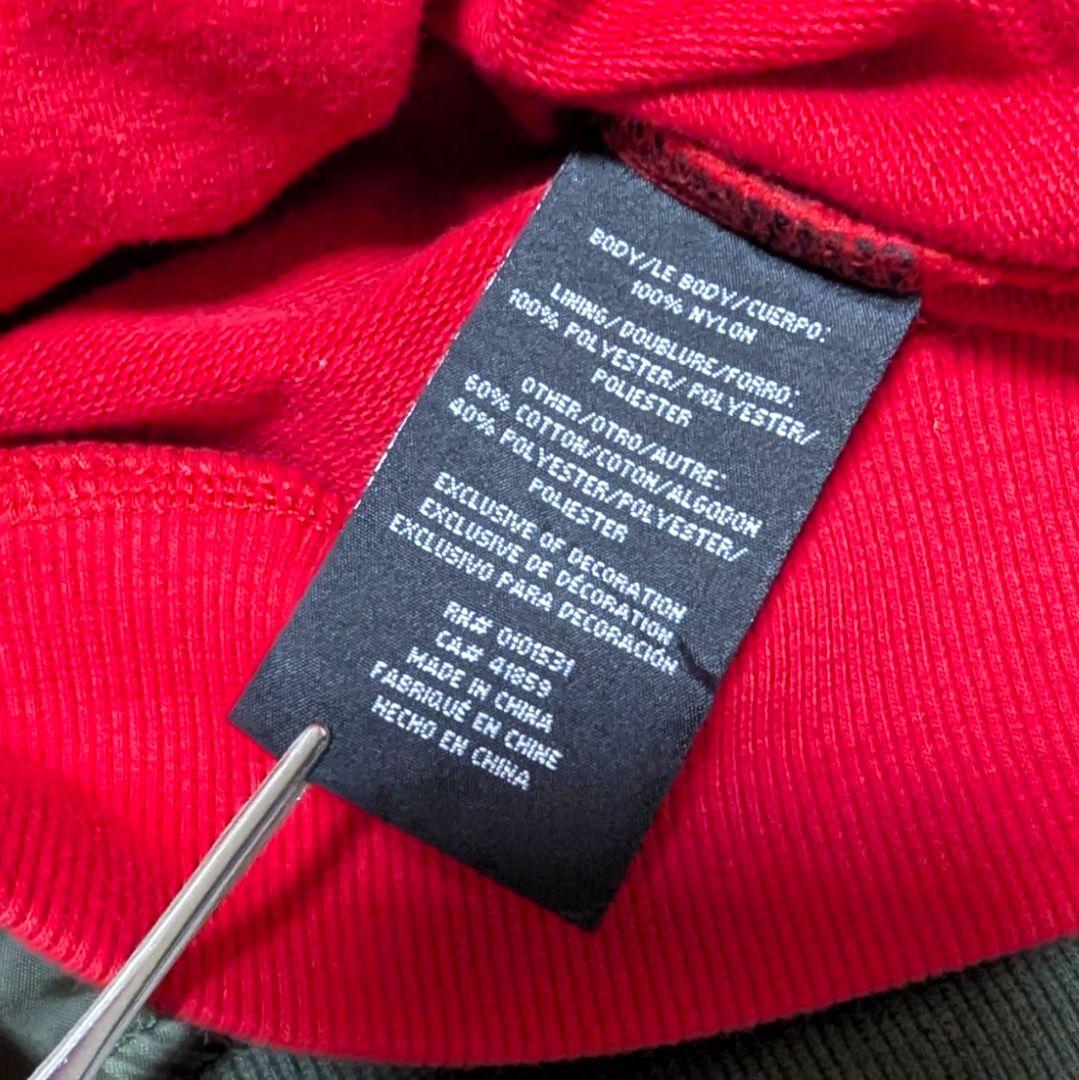 BODY/LE BODY/CUERPO:
100% NYLON
LINING/DOUBLURE/FORRO:
100% POLYESTER/ POLYESTER/
POLIESTER
OTHER/OTRO/AUTRE:
60% COTTON/COTON/ALGODON
40% POLYESTER/POLYESTER/
POLIESTER
EXCLUSIVE OF DECORATION
EXCLUSIVE DE DÉCORATION
EXCLUSIVO PARA DECORACIÓN
RN# 0101531
CA# 41859
MADE IN CHINA
FABRIQUÉ EN CHINE
HECHO EN CHINA